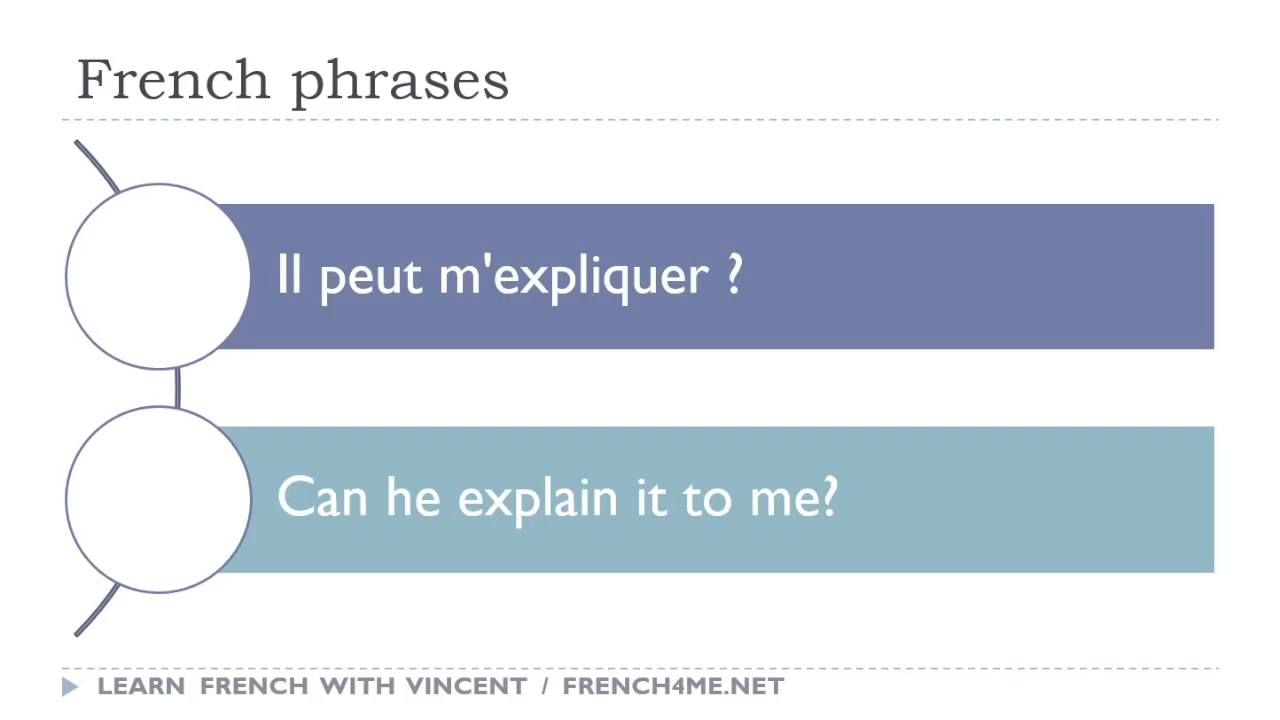 French phrases
Il peut m'expliquer ?
Can he explain it to me?
LEARN FRENCH WITH VINCENT / FRENCH4ME.NET